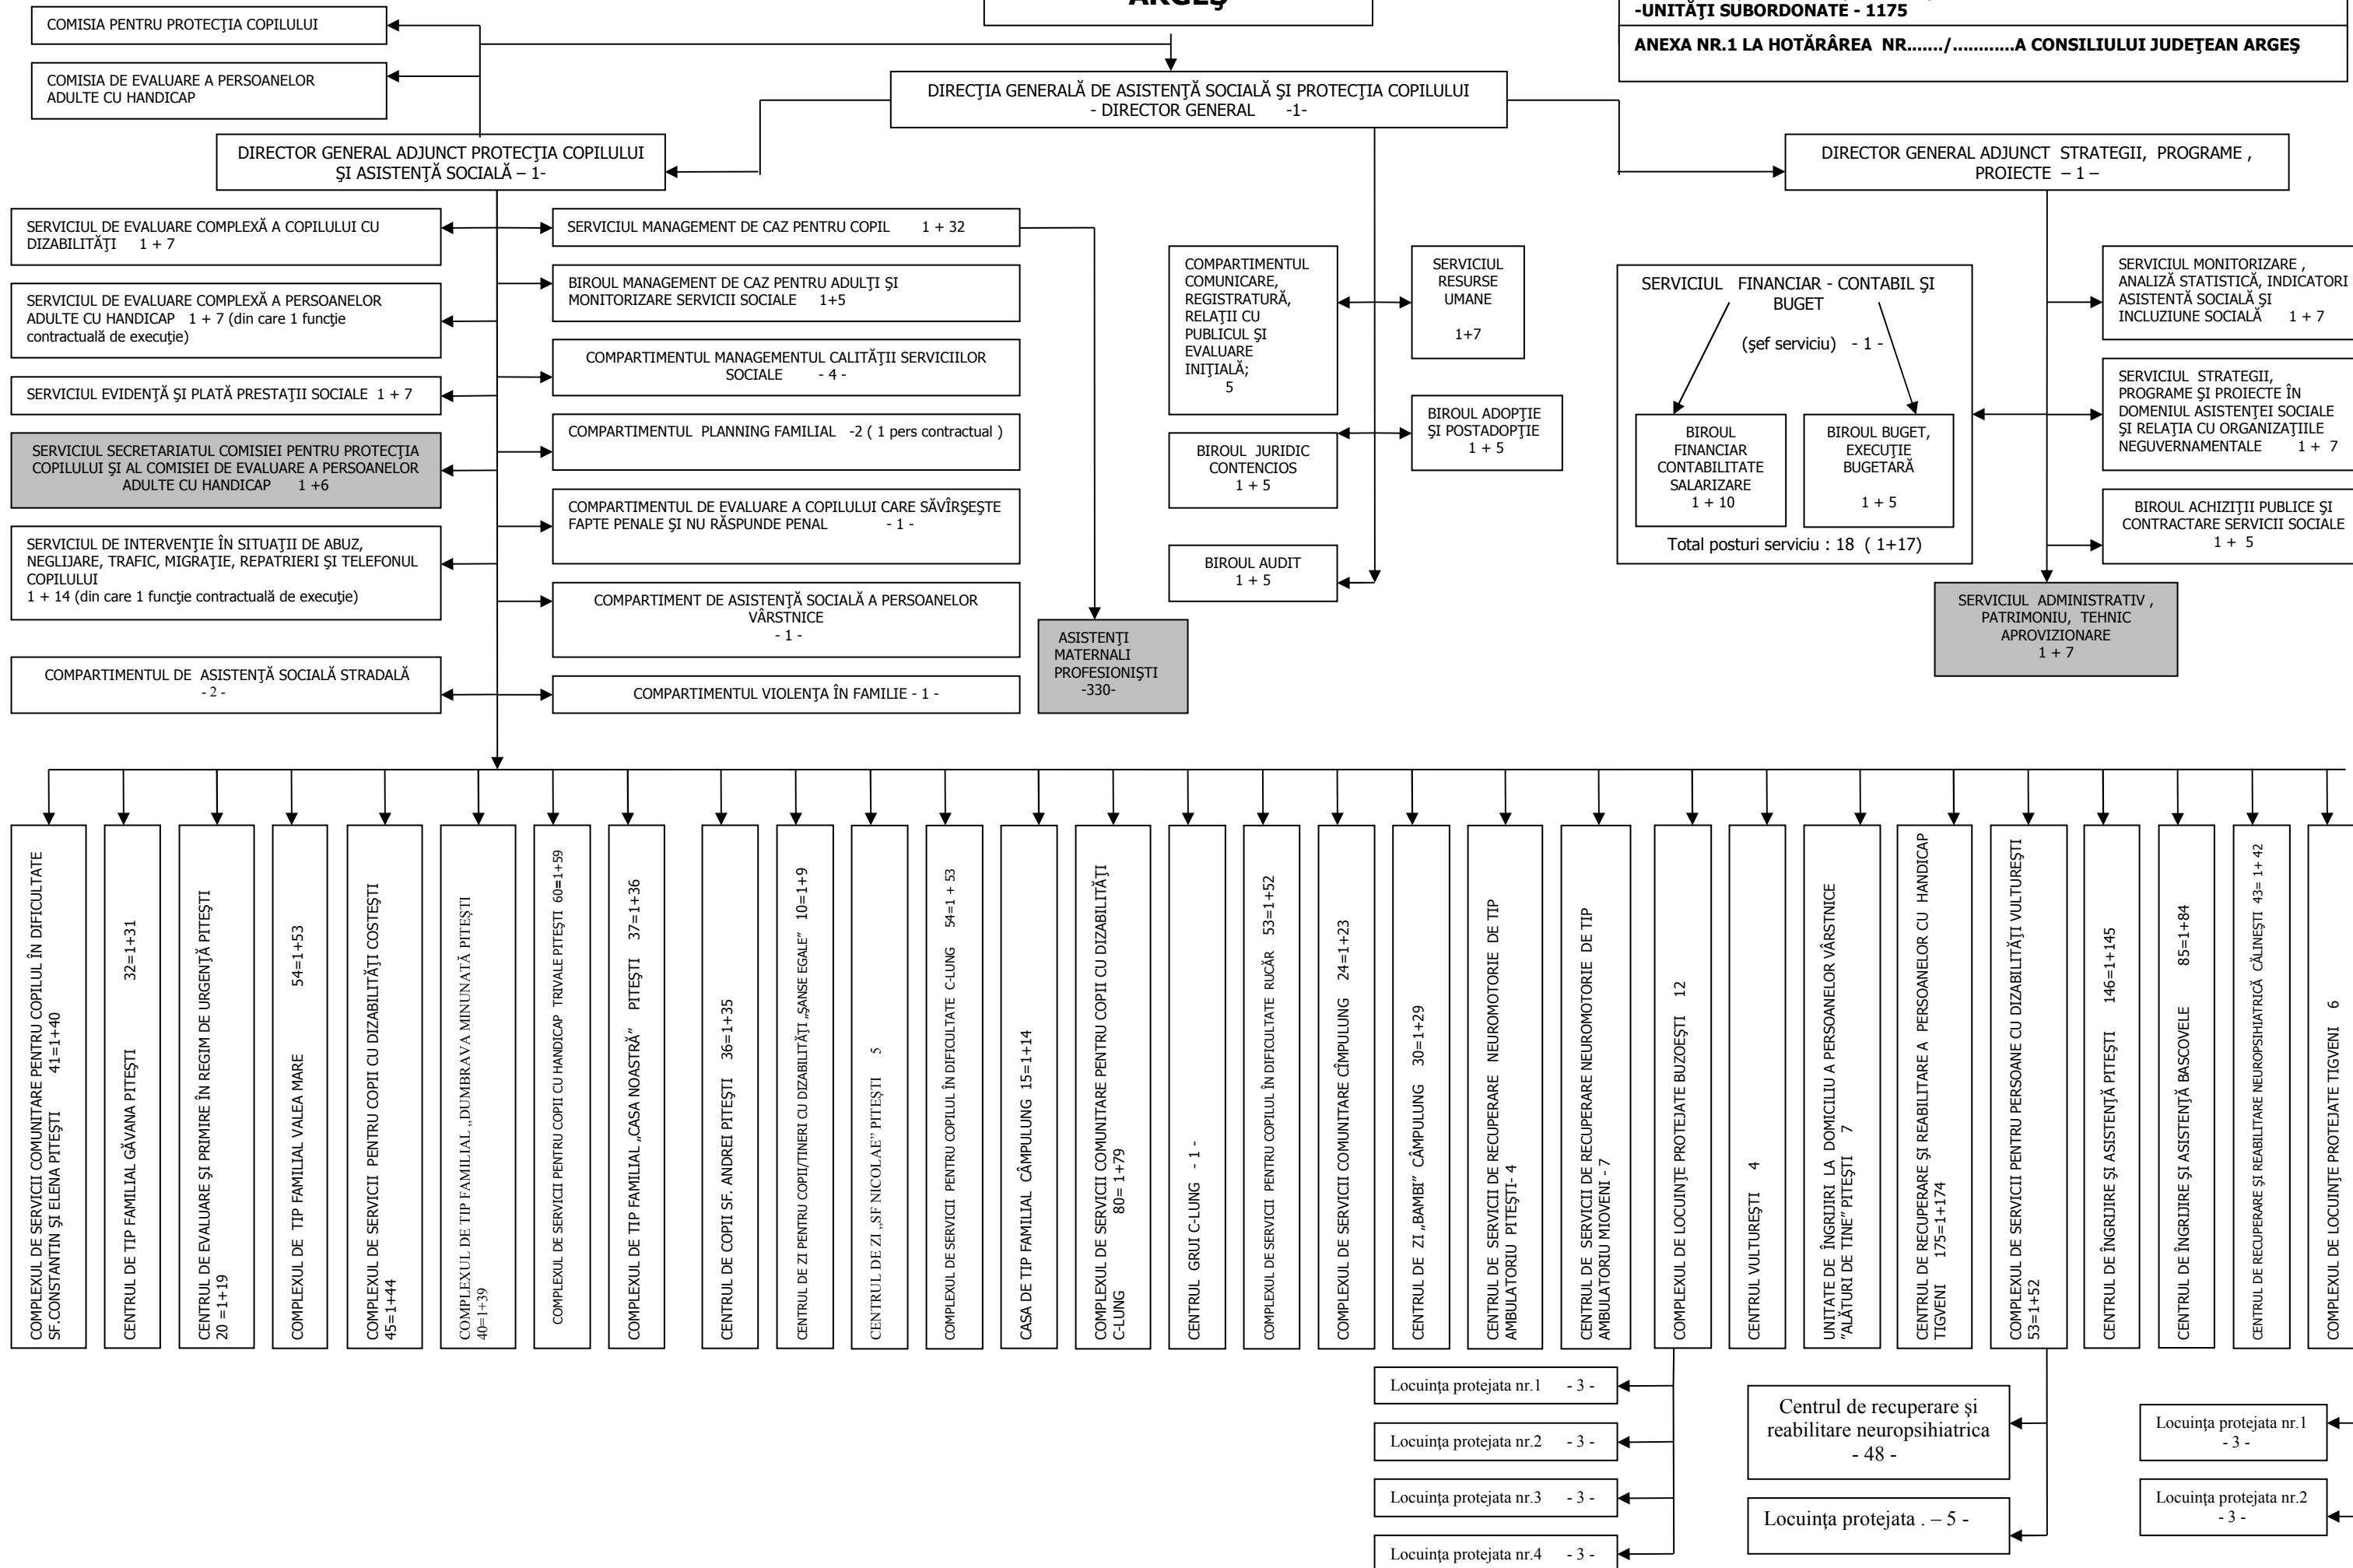 ARGEŞ
-UNITĂŢI SUBORDONATE - 1175
ANEXA NR.1 LA HOTĂRÂREA NR......./............A CONSILIULUI JUDEŢEAN ARGEŞ
COMISIA PENTRU PROTECŢIA COPILULUI
COMISIA DE EVALUARE A PERSOANELOR
ADULTE CU HANDICAP
DIRECŢIA GENERALĂ DE ASISTENŢĂ SOCIALĂ ŞI PROTECŢIA COPILULUI
- DIRECTOR GENERAL -1-
DIRECTOR GENERAL ADJUNCT PROTECŢIA COPILULUI
ŞI ASISTENŢĂ SOCIALĂ – 1-
DIRECTOR GENERAL ADJUNCT STRATEGII, PROGRAME ,
PROIECTE – 1 –
SERVICIUL DE EVALUARE COMPLEXĂ A COPILULUI CU
DIZABILITĂŢI 1 + 7
SERVICIUL DE EVALUARE COMPLEXĂ A PERSOANELOR
ADULTE CU HANDICAP 1 + 7 (din care 1 funcţie
contractuală de execuţie)
SERVICIUL EVIDENŢĂ ŞI PLATĂ PRESTAŢII SOCIALE 1 + 7
SERVICIUL SECRETARIATUL COMISIEI PENTRU PROTECŢIA
COPILULUI ŞI AL COMISIEI DE EVALUARE A PERSOANELOR
ADULTE CU HANDICAP 1 +6
SERVICIUL DE INTERVENŢIE ÎN SITUAŢII DE ABUZ,
NEGLIJARE, TRAFIC, MIGRAŢIE, REPATRIERI ŞI TELEFONUL
COPILULUI
1 + 14 (din care 1 funcţie contractuală de execuţie)
COMPARTIMENTUL DE ASISTENŢĂ SOCIALĂ STRADALĂ
- 2 -
SERVICIUL MANAGEMENT DE CAZ PENTRU COPIL 1 + 32
BIROUL MANAGEMENT DE CAZ PENTRU ADULŢI ŞI
MONITORIZARE SERVICII SOCIALE 1+5
COMPARTIMENTUL MANAGEMENTUL CALITĂŢII SERVICIILOR
SOCIALE - 4 -
COMPARTIMENTUL PLANNING FAMILIAL -2 ( 1 pers contractual )
COMPARTIMENTUL DE EVALUARE A COPILULUI CARE SĂVÎRŞEŞTE
FAPTE PENALE ŞI NU RĂSPUNDE PENAL - 1 -
COMPARTIMENT DE ASISTENŢĂ SOCIALĂ A PERSOANELOR
VÂRSTNICE
- 1 -
COMPARTIMENTUL VIOLENŢA ÎN FAMILIE - 1 -
ASISTENŢI
MATERNALI
PROFESIONIŞTI
-330-
COMPARTIMENTUL
COMUNICARE,
REGISTRATURĂ,
RELAŢII CU
PUBLICUL ŞI
EVALUARE
INIŢIALĂ;
5
SERVICIUL
RESURSE
UMANE
1+7
BIROUL JURIDIC
CONTENCIOS
1 + 5
BIROUL ADOPŢIE
ŞI POSTADOPŢIE
1 + 5
BIROUL AUDIT
1 + 5
SERVICIUL FINANCIAR - CONTABIL ŞI
BUGET
(şef serviciu) - 1 -
BIROUL
FINANCIAR
CONTABILITATE
SALARIZARE
1 + 10
BIROUL BUGET,
EXECUŢIE
BUGETARĂ
1 + 5
Total posturi serviciu : 18 ( 1+17)
SERVICIUL MONITORIZARE ,
ANALIZĂ STATISTICĂ, INDICATORI
ASISTENTĂ SOCIALĂ ŞI
INCLUZIUNE SOCIALĂ 1 + 7
SERVICIUL STRATEGII,
PROGRAME ŞI PROIECTE ÎN
DOMENIUL ASISTENŢEI SOCIALE
ŞI RELAŢIA CU ORGANIZAŢIILE
NEGUVERNAMENTALE 1 + 7
BIROUL ACHIZIŢII PUBLICE ŞI
CONTRACTARE SERVICII SOCIALE
1 + 5
SERVICIUL ADMINISTRATIV ,
PATRIMONIU, TEHNIC
APROVIZIONARE
1 + 7
COMPLEXUL DE SERVICII COMUNITARE PENTRU COPILUL ÎN DIFICULTATE
SF.CONSTANTIN ŞI ELENA PITEŞTI 41=1+40
CENTRUL DE TIP FAMILIAL GĂVANA PITEŞTI 32=1+31
CENTRUL DE EVALUARE ŞI PRIMIRE ÎN REGIM DE URGENŢĂ PITEŞTI
20 =1+19
COMPLEXUL DE TIP FAMILIAL VALEA MARE 54=1+53
COMPLEXUL DE SERVICII PENTRU COPII CU DIZABILITĂŢI COSTEŞTI
45=1+44
COMPLEXUL DE TIP FAMILIAL „DUMBRAVA MINUNATĂ PITEŞTI
40=1+39
COMPLEXUL DE SERVICII PENTRU COPII CU HANDICAP TRIVALE PITEŞTI 60=1+59
COMPLEXUL DE TIP FAMILIAL „CASA NOASTRĂ” PITEŞTI 37=1+36
CENTRUL DE COPII SF. ANDREI PITEŞTI 36=1+35
CENTRUL DE ZI PENTRU COPII/TINERI CU DIZABILITĂŢI „ŞANSE EGALE” 10=1+9
CENTRUL DE ZI „SF NICOLAE” PITEŞTI 5
COMPLEXUL DE SERVICII PENTRU COPILUL ÎN DIFICULTATE C-LUNG 54=1 + 53
CASA DE TIP FAMILIAL CÂMPULUNG 15=1+14
COMPLEXUL DE SERVICII COMUNITARE PENTRU COPII CU DIZABILITĂŢI
C-LUNG 80= 1+79
CENTRUL GRUI C-LUNG - 1 -
COMPLEXUL DE SERVICII PENTRU COPILUL ÎN DIFICULTATE RUCĂR 53=1+52
COMPLEXUL DE SERVICII COMUNITARE CÎMPULUNG 24=1+23
CENTRUL DE ZI „BAMBI” CÂMPULUNG 30=1+29
CENTRUL DE SERVICII DE RECUPERARE NEUROMOTORIE DE TIP
AMBULATORIU PITEŞTI- 4
CENTRUL DE SERVICII DE RECUPERARE NEUROMOTORIE DE TIP
AMBULATORIU MIOVENI - 7
COMPLEXUL DE LOCUINŢE PROTEJATE BUZOEŞTI 12
CENTRUL VULTUREŞTI 4
UNITATE DE ÎNGRIJIRI LA DOMICILIU A PERSOANELOR VÂRSTNICE
”ALĂTURI DE TINE” PITEŞTI 7
CENTRUL DE RECUPERARE ŞI REABILITARE A PERSOANELOR CU HANDICAP
TIGVENI 175=1+174
COMPLEXUL DE SERVICII PENTRU PERSOANE CU DIZABILITĂŢI VULTUREŞTI
53=1+52
CENTRUL DE ÎNGRIJIRE ŞI ASISTENŢĂ PITEŞTI 146=1+145
CENTRUL DE ÎNGRIJIRE ŞI ASISTENŢĂ BASCOVELE 85=1+84
CENTRUL DE RECUPERARE ŞI REABILITARE NEUROPSIHIATRICĂ CĂLINEŞTI 43= 1+ 42
COMPLEXUL DE LOCUINŢE PROTEJATE TIGVENI 6
Locuinţa protejata nr.1 - 3 -
Locuinţa protejata nr.2 - 3 -
Locuinţa protejata nr.3 - 3 -
Locuinţa protejata nr.4 - 3 -
Centrul de recuperare şi
reabilitare neuropsihiatrica
- 48 -
Locuinţa protejata . – 5 -
Locuinţa protejata nr.1
- 3 -
Locuinţa protejata nr.2
- 3 -